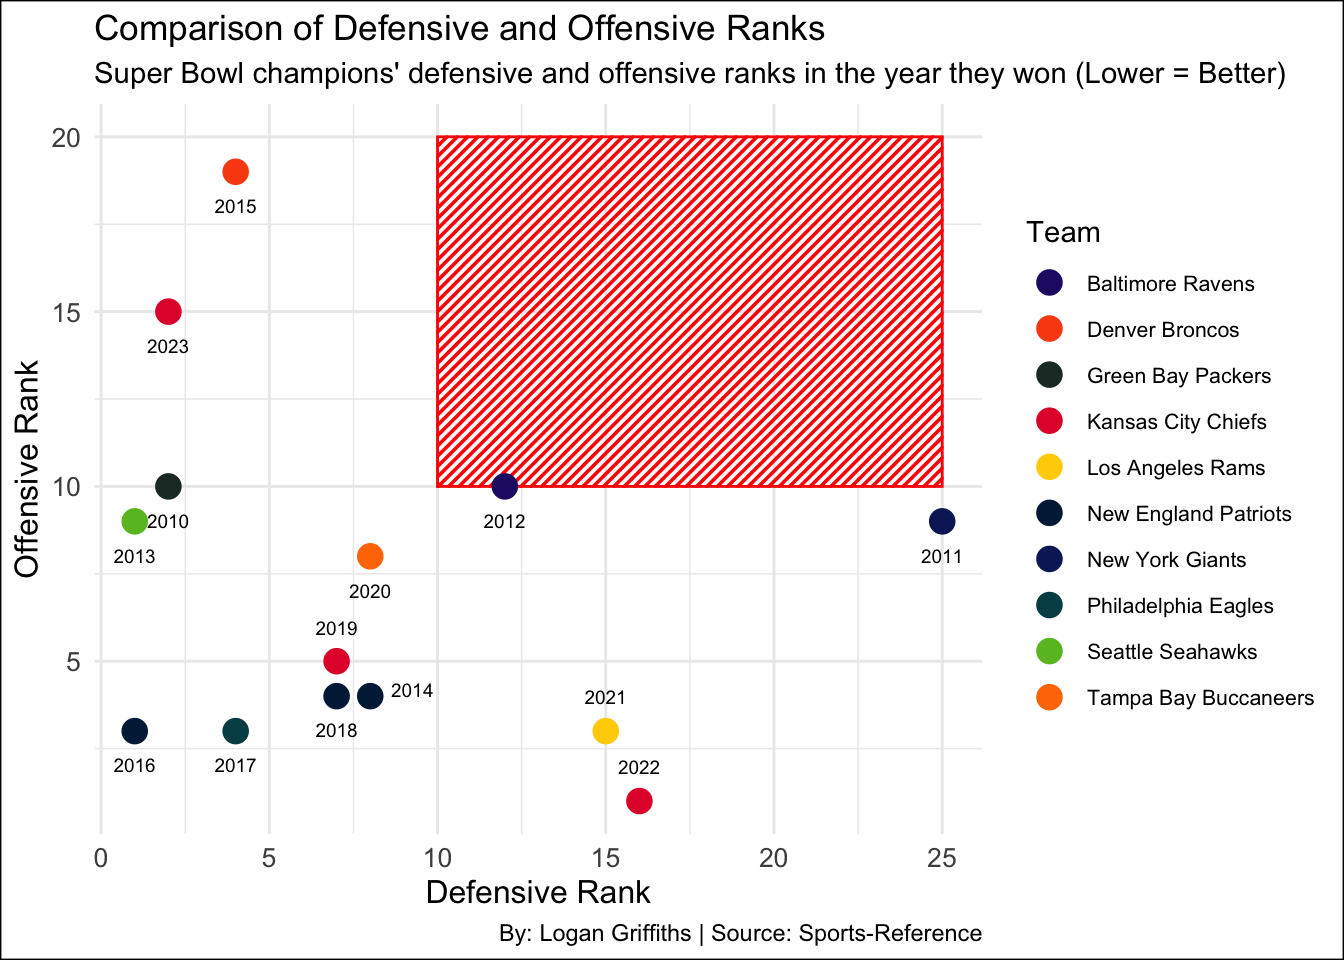 Comparison of Defensive and Offensive Ranks
Super Bowl champions' defensive and offensive ranks in the year they won (Lower = Better)
Offensive Rank
20
15
10
5
2015
2023
2010
2013
2012
2011
2020
2019
2014
2018
2021
2016
2017
2022
0
5
10
15
20
25
Defensive Rank
Team
Baltimore Ravens
Denver Broncos
Green Bay Packers
Kansas City Chiefs
Los Angeles Rams
New England Patriots
New York Giants
Philadelphia Eagles
Seattle Seahawks
Tampa Bay Buccaneers
By: Logan Griffiths | Source: Sports-Reference